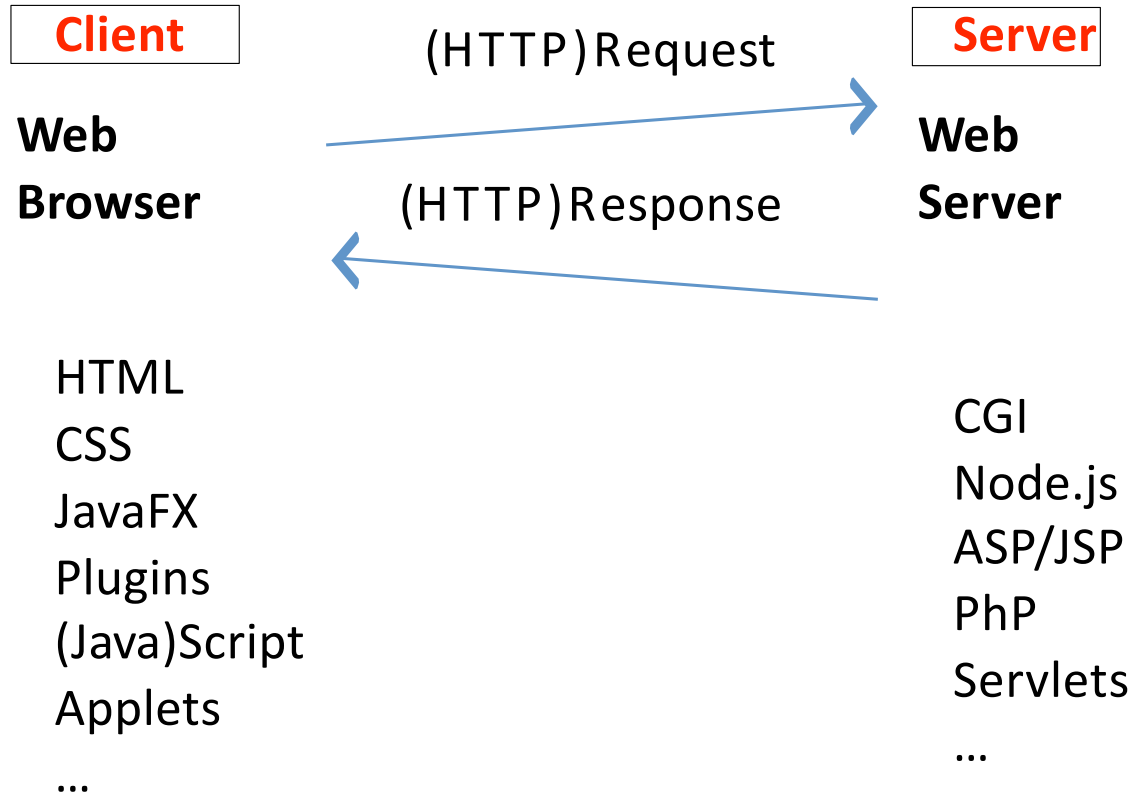 Client
(HTTP)Request
Server
Web
Browser
(HTTP)Response
Web
Server
HTML
CSS
JavaFX
Plugins
(Java)Script
Applets
...
CGI
Node.js
ASP/JSP
PhP
Servlets
...